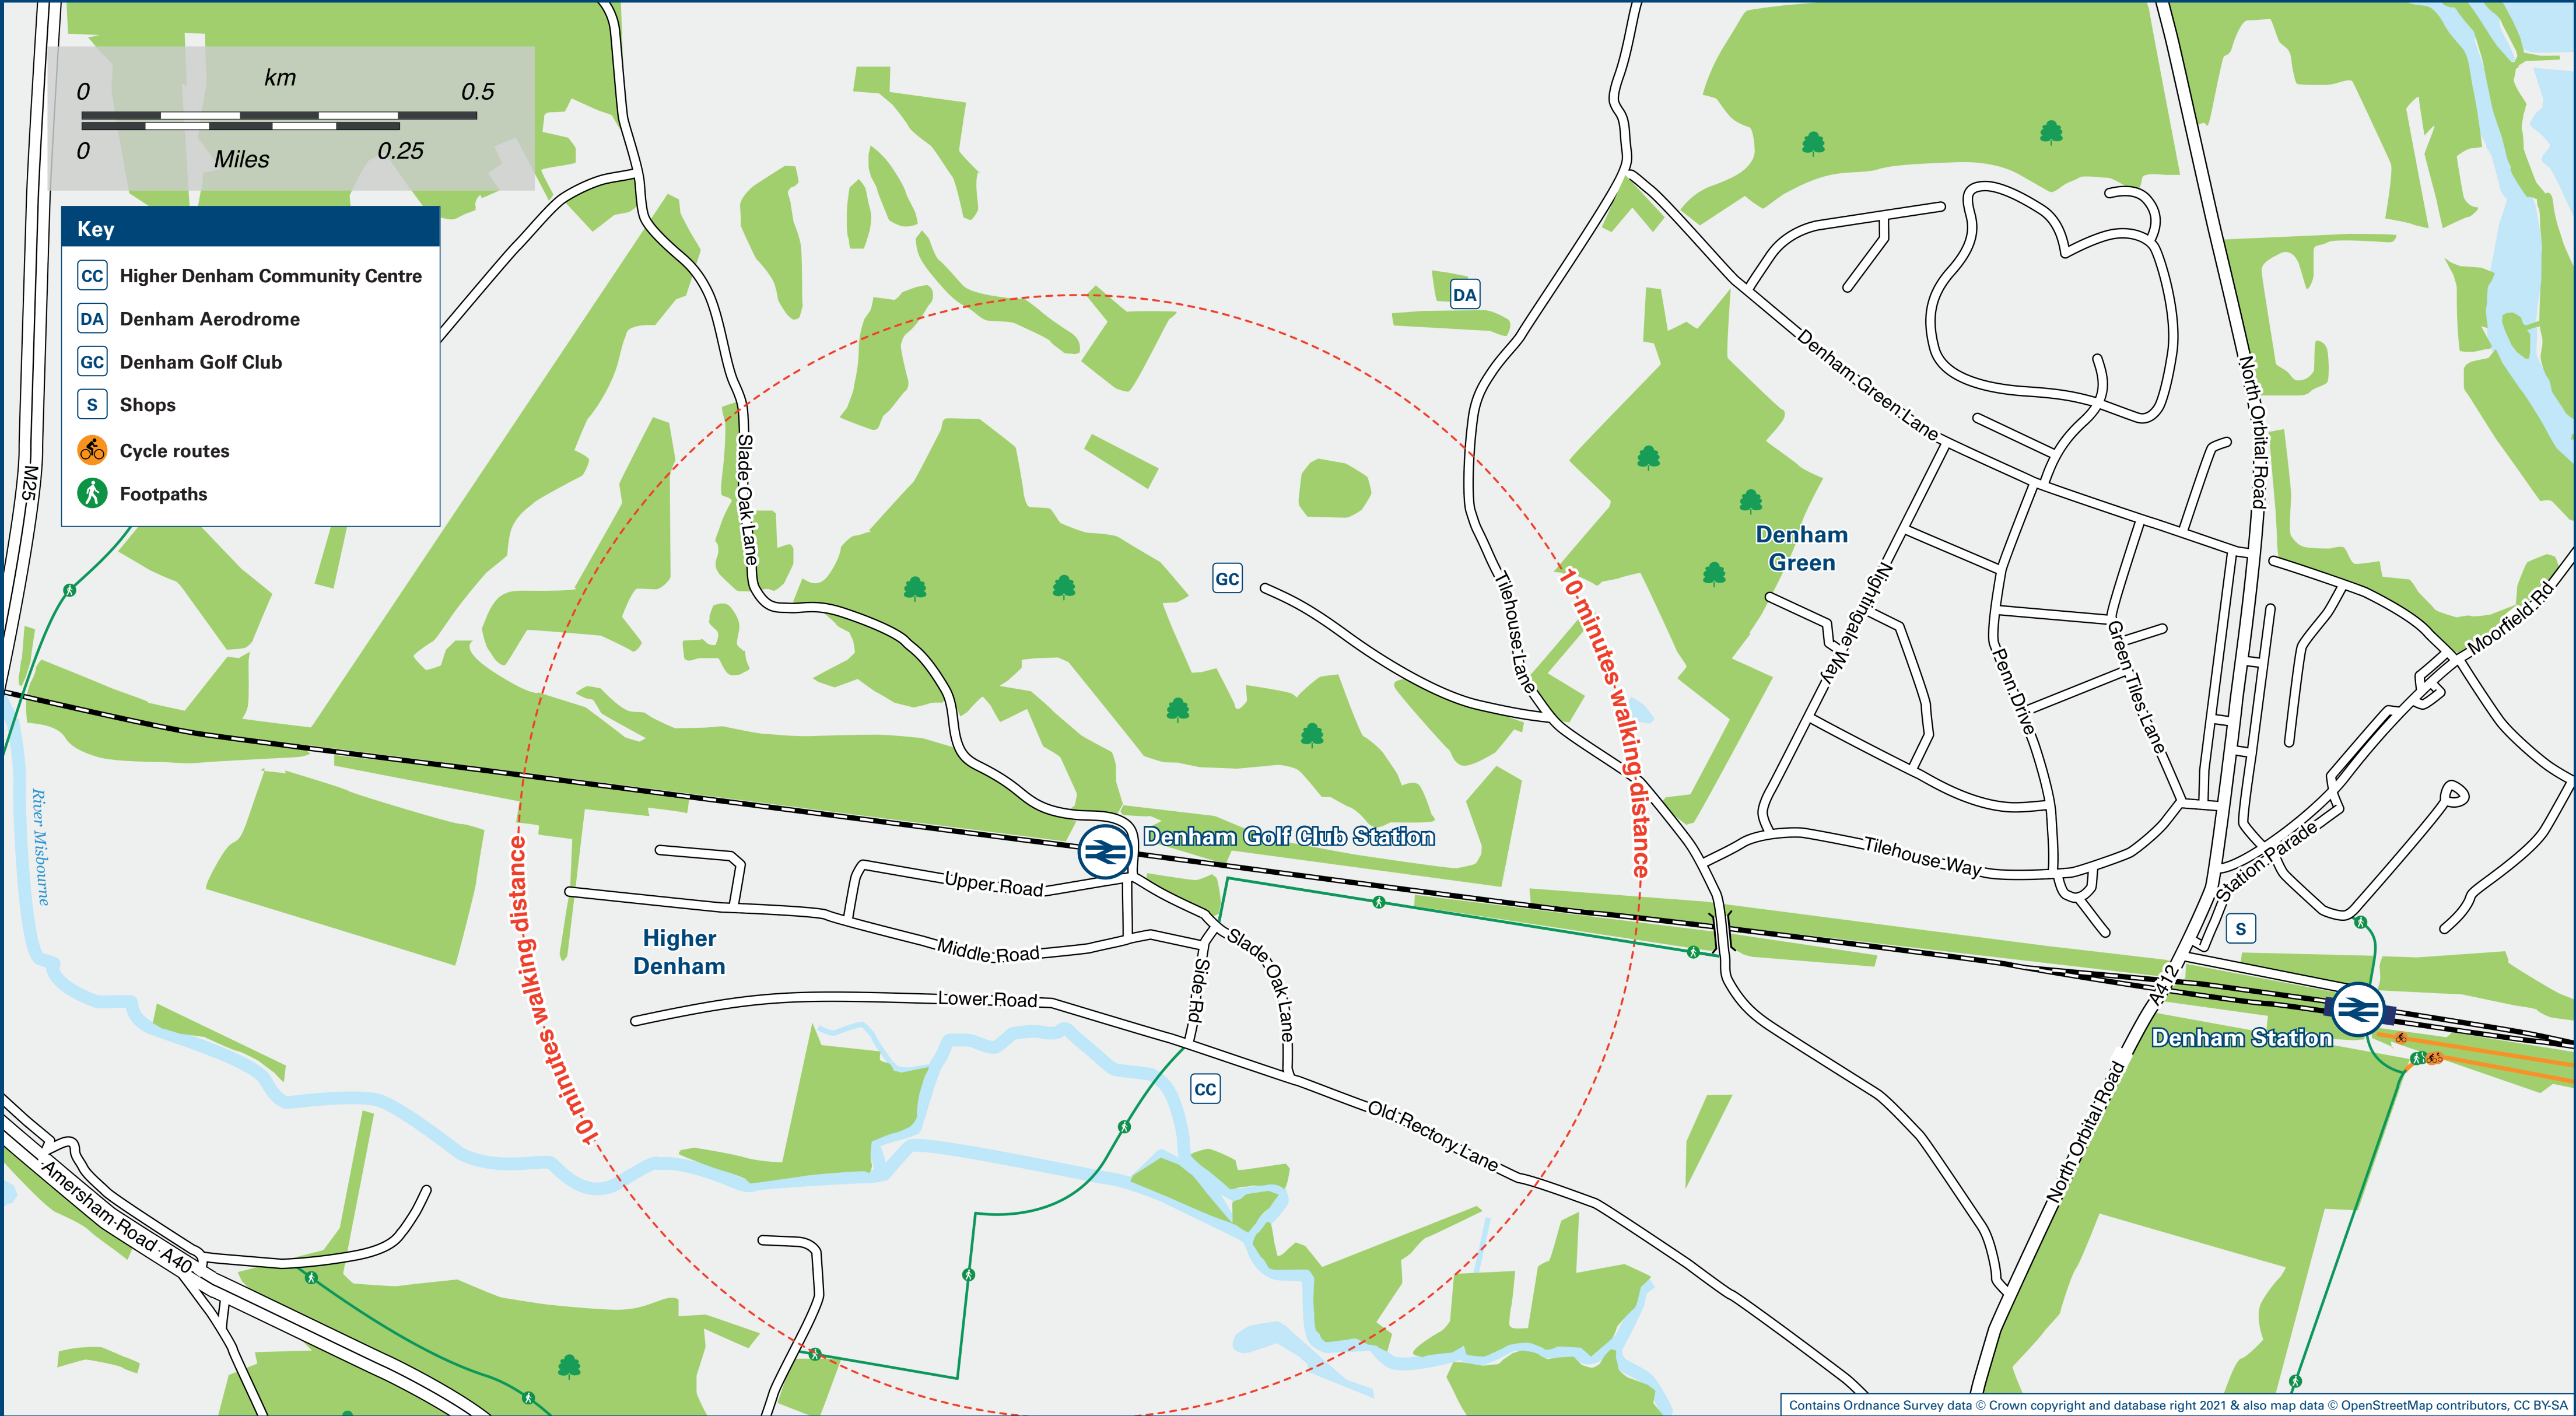 km
0
0.5
0
Miles
0.25
Key
CC Higher Denham Community Centre
DA Denham Aerodrome
GC Denham Golf Club
S Shops
Cycle routes
Footpaths
M25
River Misbourne
Slade Oak Lane
DA
GC
Tilehouse Lane
10 minutes walking distance
Denham
Green
Denham Green Lane
North Orbital Road
Nightingale Way
Penn Drive
Green Tiles Lane
Moorfield Rd
Tilehouse Way
Station Parade
S
A412
Denham Station
North Orbital Road
Denham Golf Club Station
Upper Road
Middle Road
Lower Road
Side Rd
Slade Oak Lane
Higher
Denham
10 minutes walking distance
CC
Old Rectory Lane
Amersham Road A40
Contains Ordnance Survey data © Crown copyright and database right 2021 & also map data © OpenStreetMap contributors, CC BY-SA